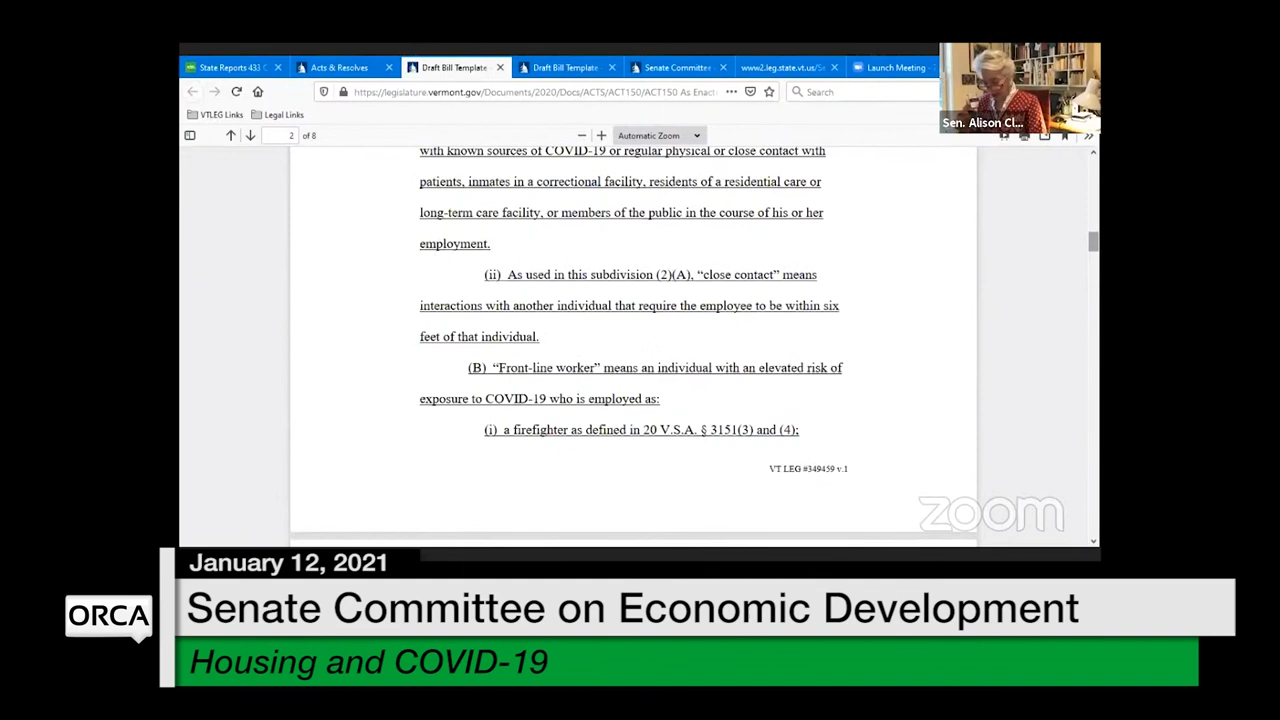 State Reports 433
Acts & Resolves
Draft Bill Template
Draft Bill Template
Senate Committee
www2.leg.state.vt.us/Se
Launch Meeting -
https://legislature.vermont.gov/Documents/2020/Docs/ACTS/ACT150/ACT150 As Enact
Search
VTLEG Links
Legal Links
2 of 8
Automatic Zoom
Sen. Alison Cl...
with known sources of COVID-19 or regular physical or close contact with
patients, inmates in a correctional facility, residents of a residential care or
long-term care facility, or members of the public in the course of his or her
employment.
(ii) As used in this subdivision (2)(A), “close contact” means
interactions with another individual that require the employee to be within six
feet of that individual.
(B) “Front-line worker” means an individual with an elevated risk of
exposure to COVID-19 who is employed as:
(i) a firefighter as defined in 20 V.S.A. § 3151(3) and (4);
VT LEG #349459 v.1
zoom
January 12, 2021
ORCA
Senate Committee on Economic Development
Housing and COVID-19